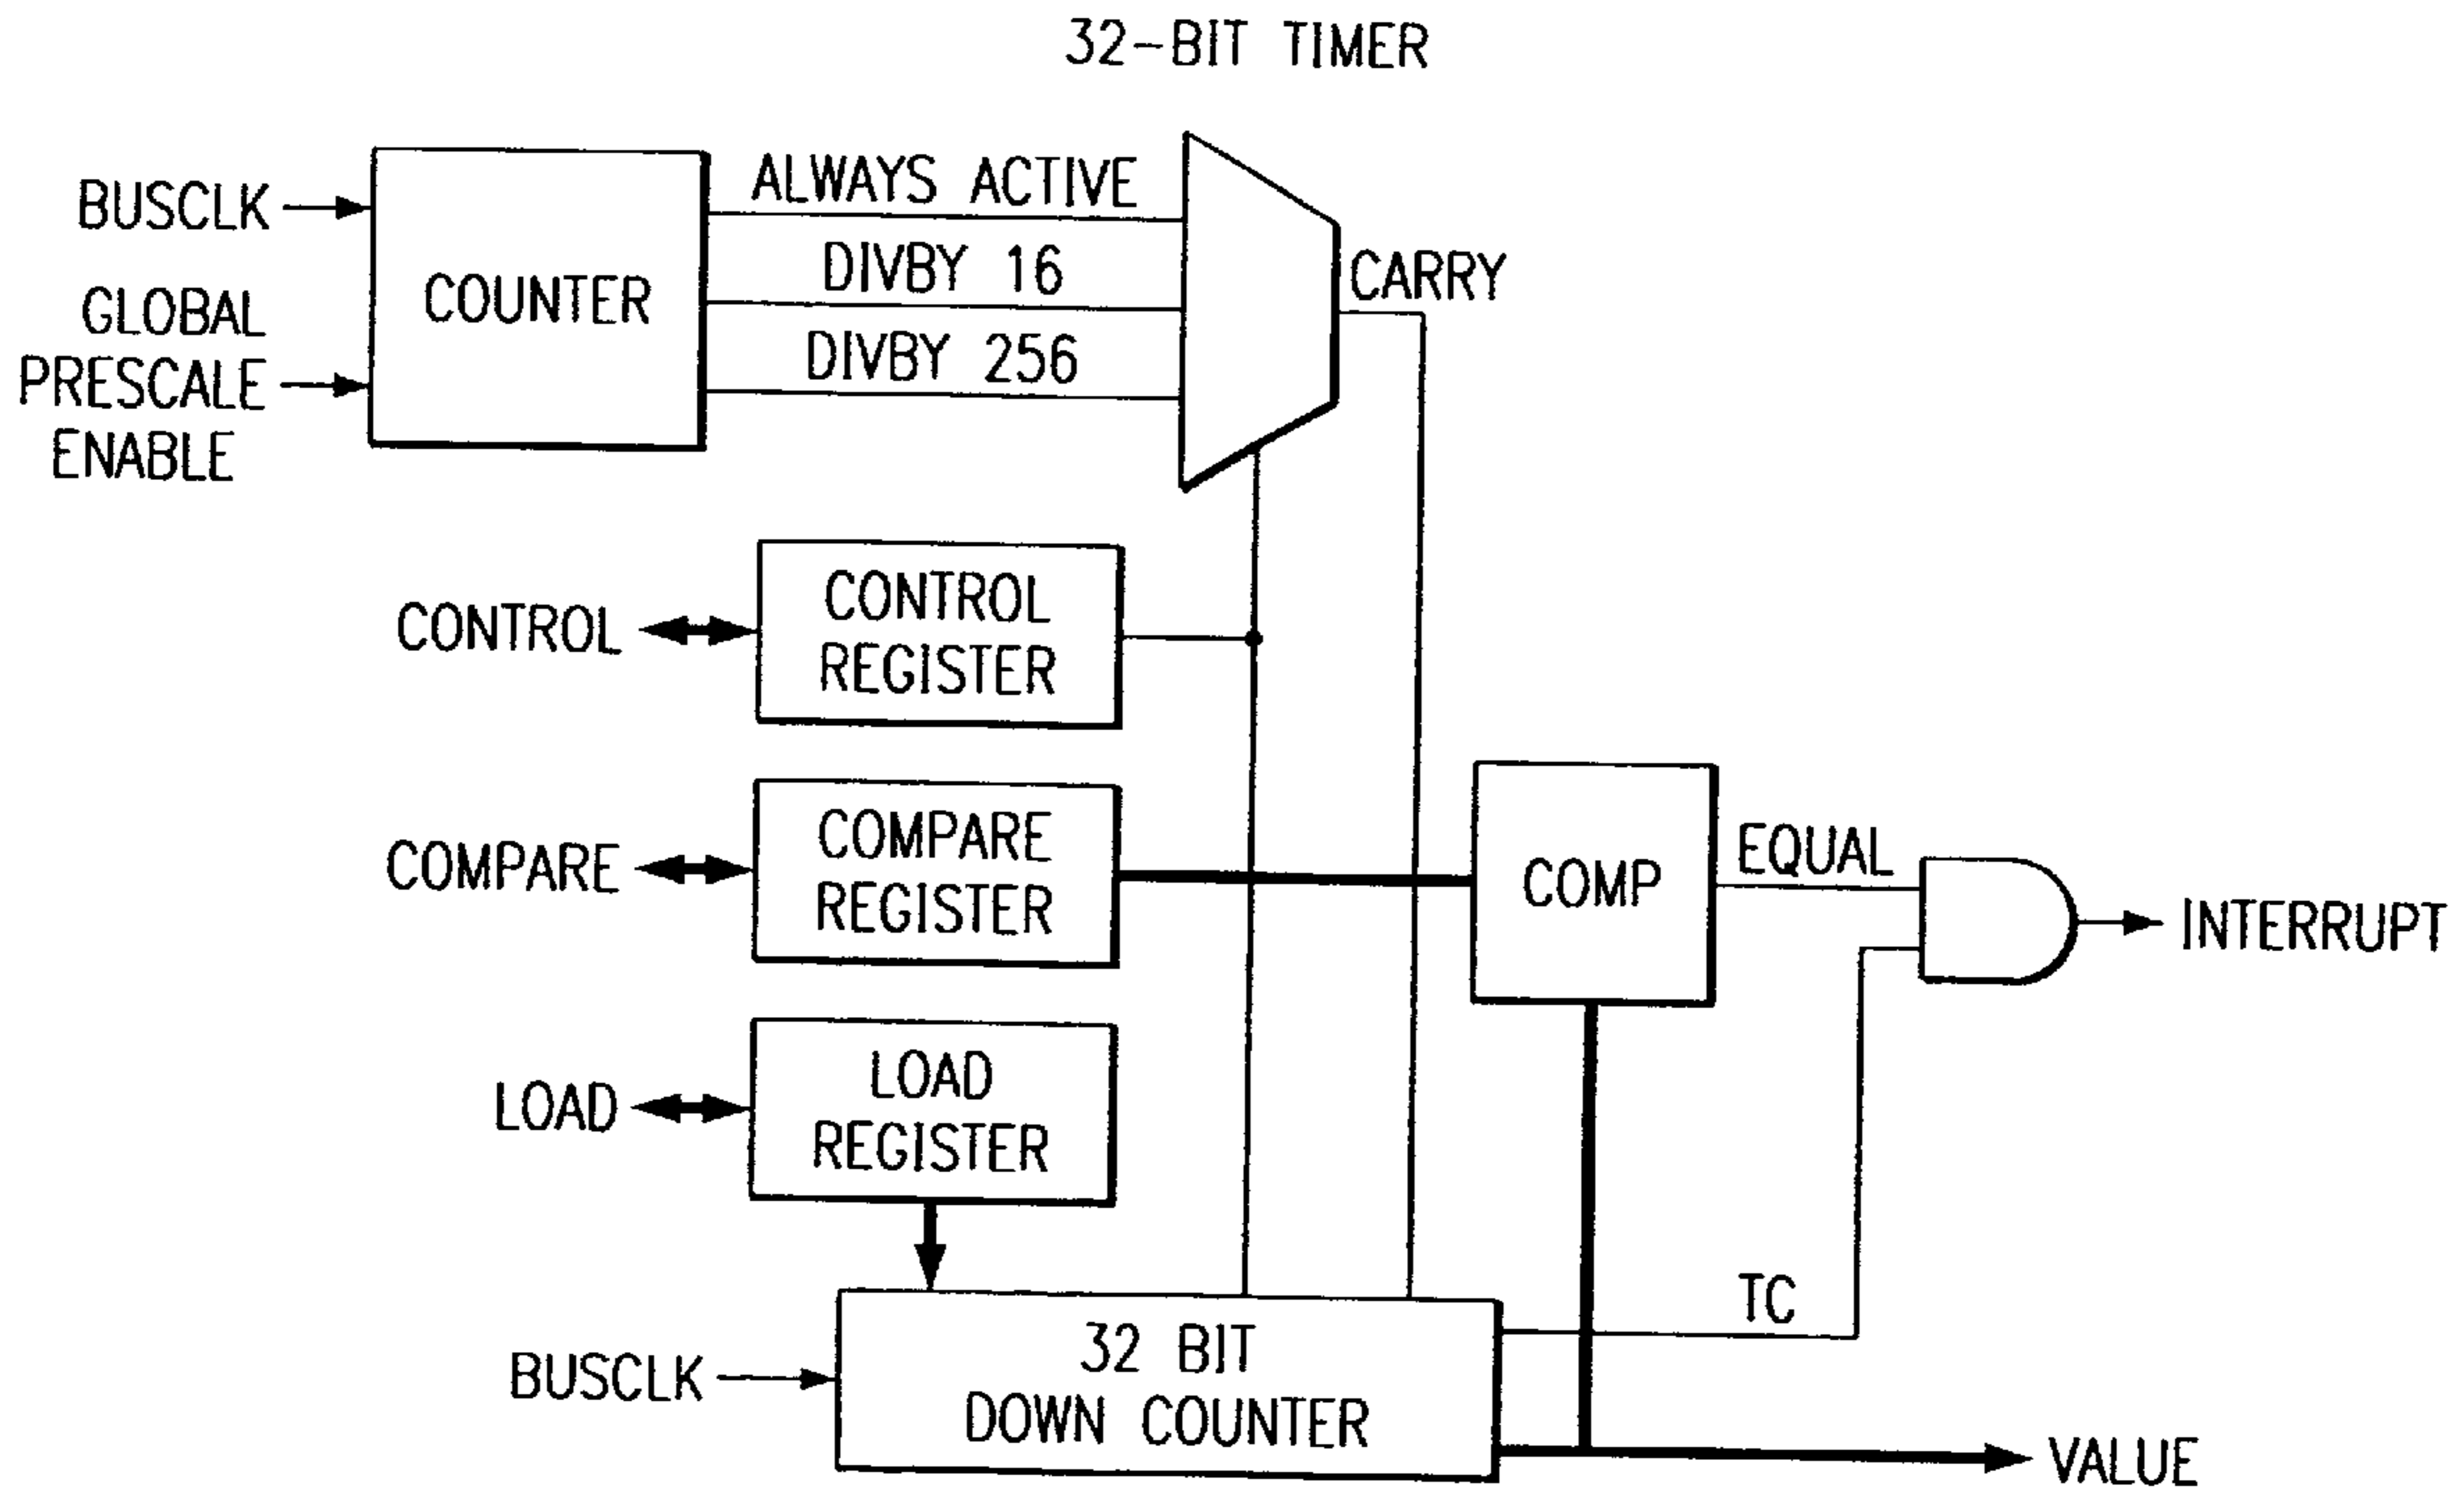 32-BIT TIMER
BUSCLK
GLOBAL
PRESCALE
ENABLE
COUNTER
ALWAYS ACTIVE
DIVBY 16
DIVBY 256
CARRY
CONTROL
CONTROL
REGISTER
COMPARE
COMPARE
REGISTER
COMP
EQUAL
INTERRUPT
LOAD
LOAD
REGISTER
TC
BUSCLK
32 BIT
DOWN COUNTER
VALUE